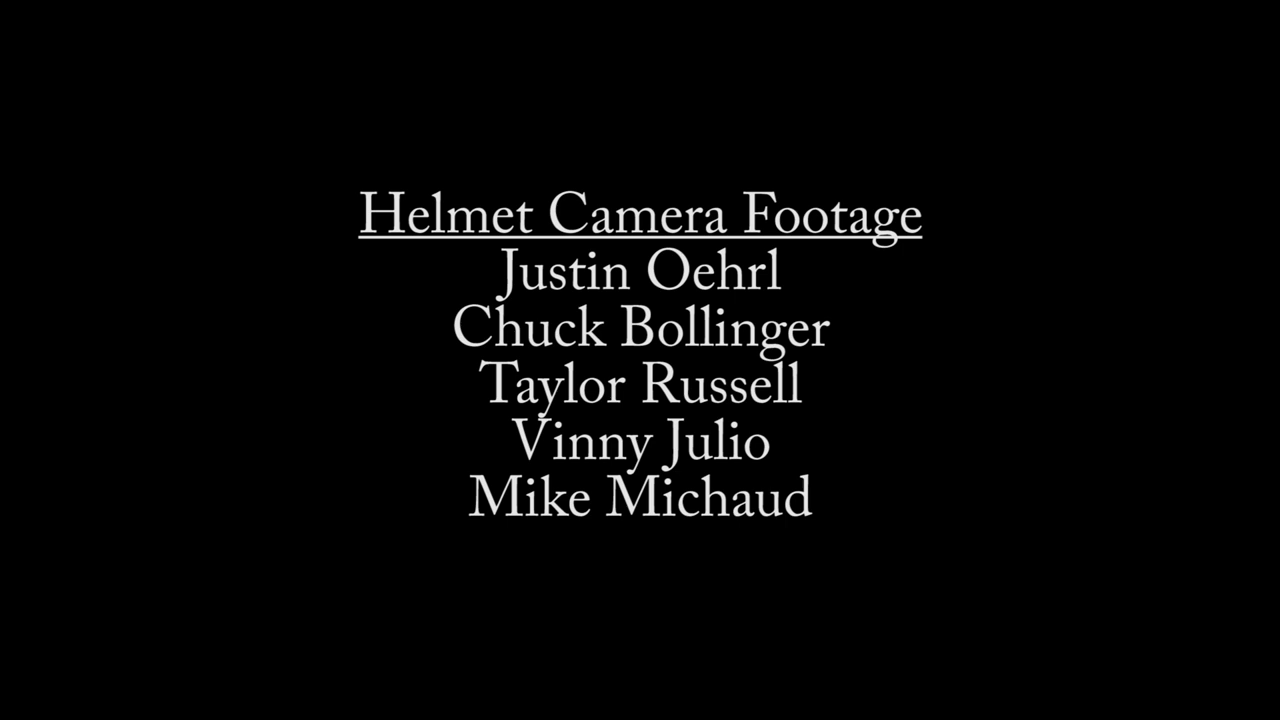 Helmet Camera Footage
Justin Oehrl
Chuck Bollinger
Taylor Russell
Vinny Julio
Mike Michaud